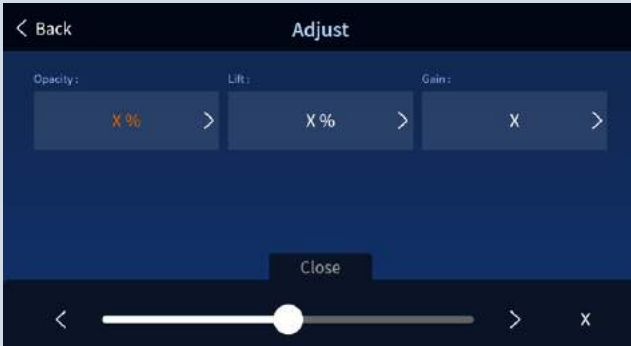 Back
Adjust
Opacity :
Lift :
Gain :
X %
X %
X
Close
X